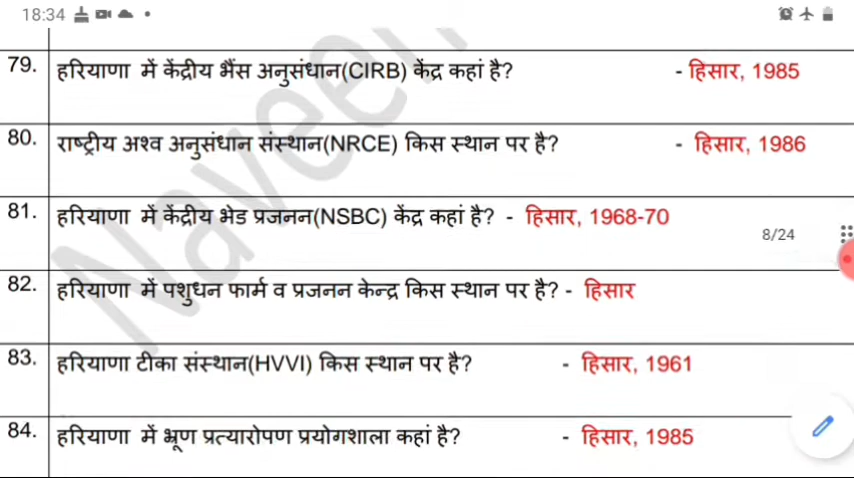 18:34
79. हरियाणा में केंद्रीय भैंस अनुसंधान(CIRB) केंद्र कहां है? - हिसार, 1985
80. राष्ट्रीय अश्व अनुसंधान संस्थान(NRCE) किस स्थान पर है? - हिसार, 1986
81. हरियाणा में केंद्रीय भेड प्रजनन(NSBC) केंद्र कहां है? - हिसार, 1968-70
8/24
82. हरियाणा में पशुधन फार्म व प्रजनन केन्द्र किस स्थान पर है? - हिसार
83. हरियाणा टीका संस्थान(HVVI) किस स्थान पर है? - हिसार, 1961
84. हरियाणा में भ्रूण प्रत्यारोपण प्रयोगशाला कहां है? - हिसार, 1985
Naveen